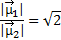 |μ⃗₁| / |μ⃗₂| = √2